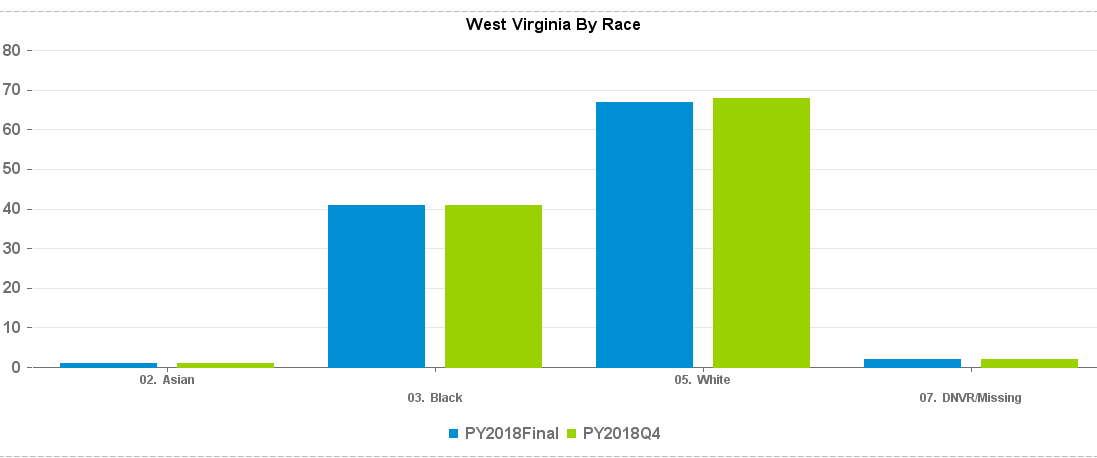 West Virginia By Race
80
70
60
50
40
30
20
10
0
02. Asian
03. Black
05. White
07. DNVR/Missing
PY2018Final PY2018Q4